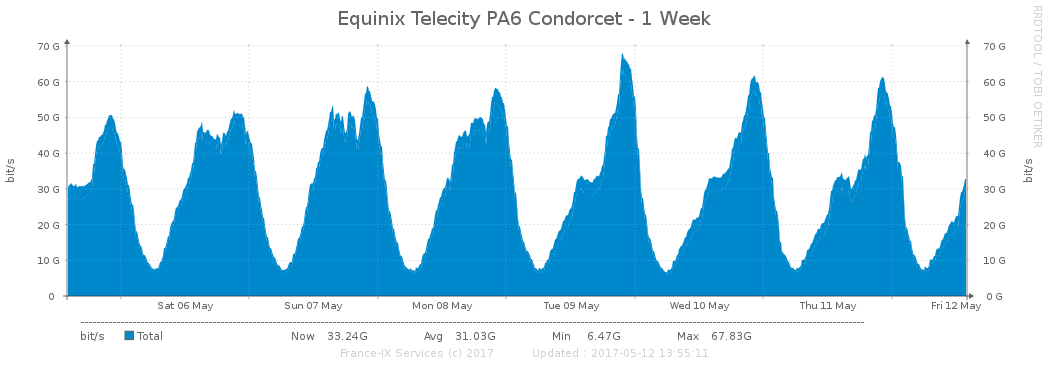 Equinix Telecity PA6 Condorcet - 1 Week
RRDTOOL / TOBI OETIKER
bit/s
70 G
60 G
50 G
40 G
30 G
20 G
10 G
0
70 G
60 G
50 G
40 G
30 G
20 G
10 G
0 G
bit/s
Sat 06 May Sun 07 May Mon 08 May Tue 09 May Wed 10 May Thu 11 May Fri 12 May
bit/s Total Now 33.24G Avg 31.03G Min 6.47G Max 67.83G
France-IX Services (c) 2017 Updated : 2017-05-12 13:55:11